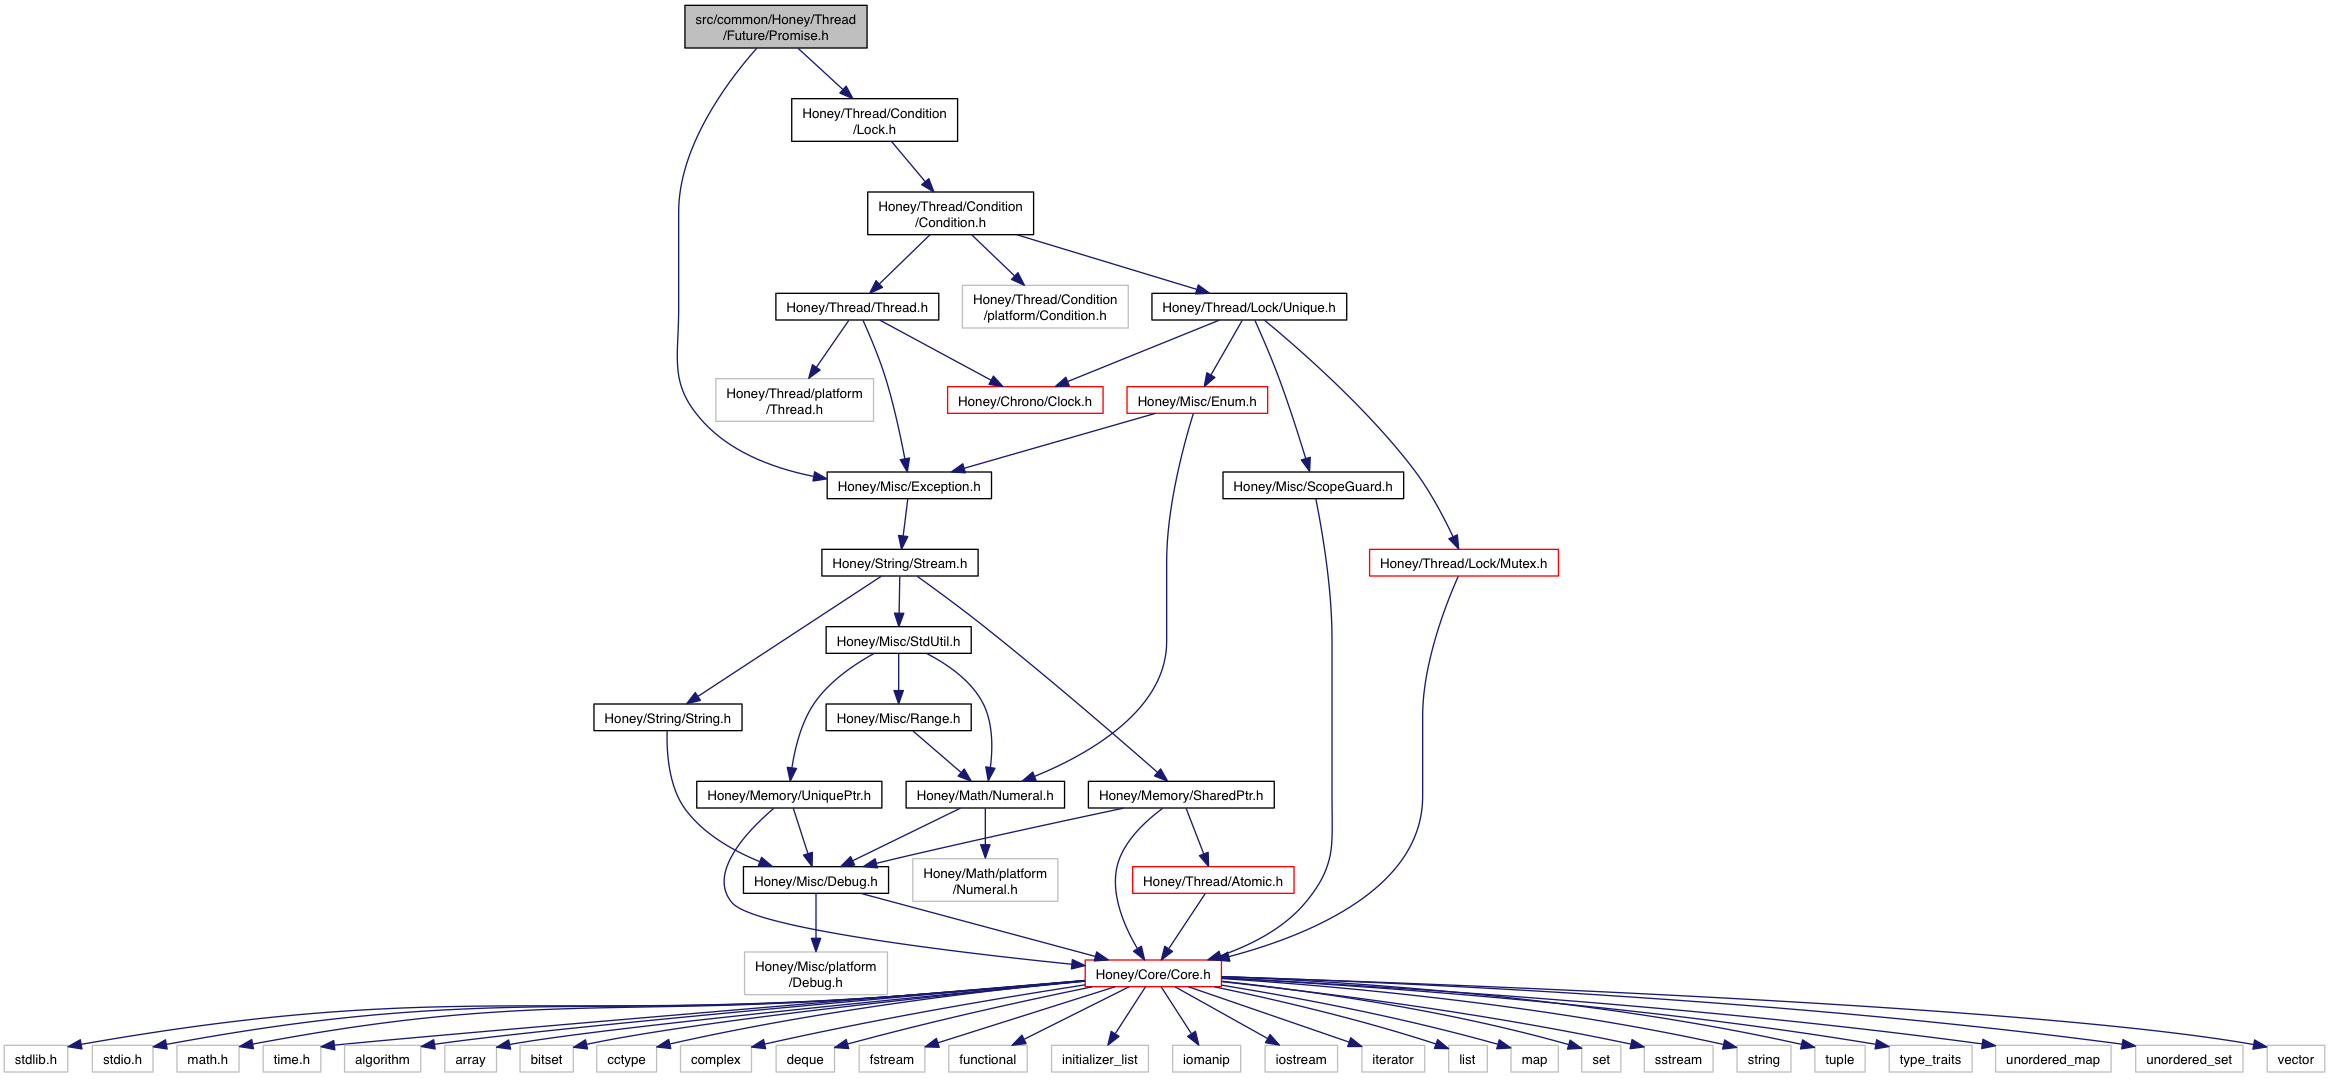 src/common/Honey/Thread
/Future/Promise.h
Honey/Thread/Condition
/Lock.h
Honey/Thread/Condition
/Condition.h
Honey/Thread/Thread.h
Honey/Thread/Condition
/platform/Condition.h
Honey/Thread/Lock/Unique.h
Honey/Thread/platform
/Thread.h
Honey/Chrono/Clock.h
Honey/Misc/Enum.h
Honey/Misc/Exception.h
Honey/Misc/ScopeGuard.h
Honey/String/Stream.h
Honey/Thread/Lock/Mutex.h
Honey/Misc/StdUtil.h
Honey/String/String.h
Honey/Misc/Range.h
Honey/Memory/UniquePtr.h
Honey/Math/Numeral.h
Honey/Memory/SharedPtr.h
Honey/Misc/Debug.h
Honey/Math/platform
/Numeral.h
Honey/Thread/Atomic.h
Honey/Misc/platform
/Debug.h
Honey/Core/Core.h
stdlib.h
stdio.h
math.h
time.h
algorithm
array
bitset
cctype
complex
deque
fstream
functional
initializer_list
iomanip
iostream
iterator
list
map
set
sstream
string
tuple
type_traits
unordered_map
unordered_set
vector